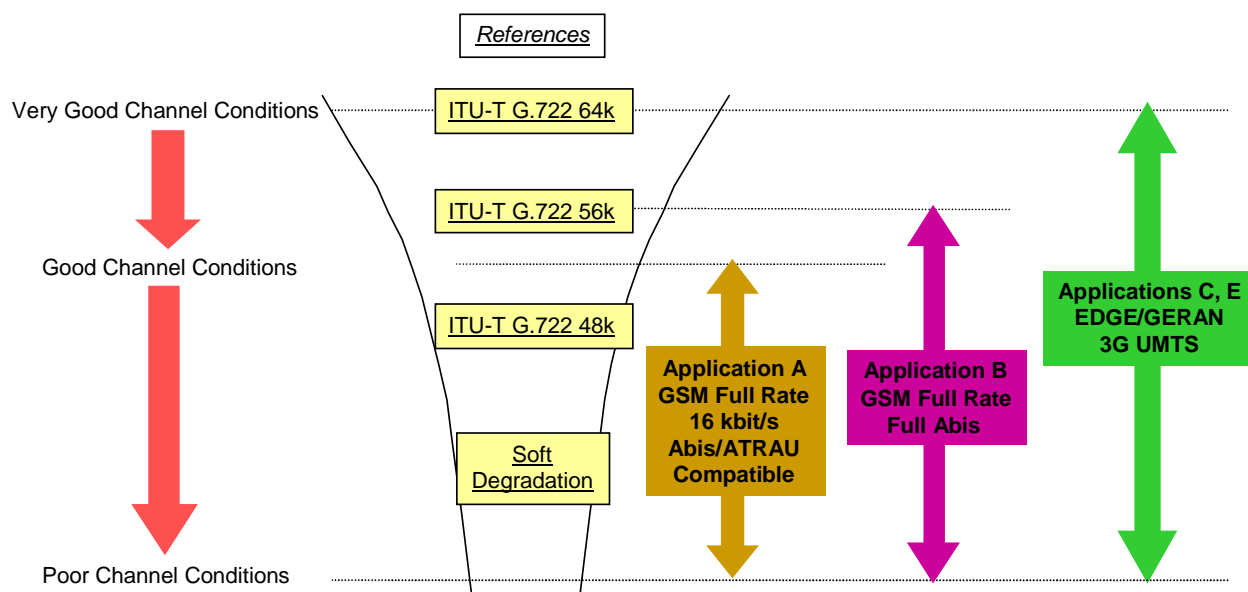 References
Very Good Channel Conditions
ITU-T G.722 64k
ITU-T G.722 56k
Good Channel Conditions
ITU-T G.722 48k
Soft
Degradation
Poor Channel Conditions
Application A
GSM Full Rate
16 kbit/s
Abis/ATRAU
Compatible
Application B
GSM Full Rate
Full Abis
Applications C, E
EDGE/GERAN
3G UMTS